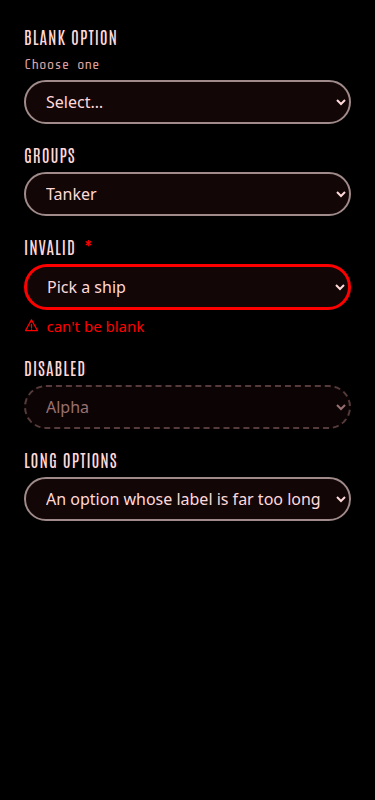 BLANK OPTION
Choose one
Select...
GROUPS
Tanker
INVALID *
Pick a ship
can't be blank
DISABLED
Alpha
LONG OPTIONS
An option whose label is far too long